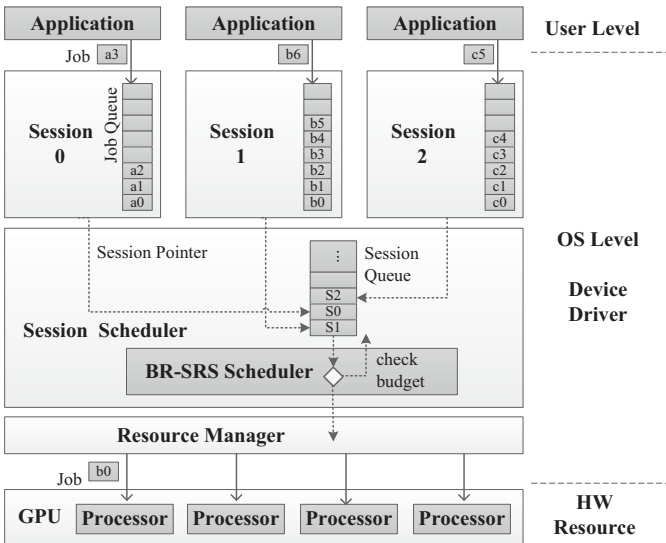 Application
Application
Application
User Level
Job
a3
b6
c5
Session
0
Job Queue
a2
a1
a0
Session
1
b5
b4
b3
b2
b1
b0
Session
2
c4
c3
c2
c1
c0
OS Level
Device
Driver
Session Pointer
⋮
Session
Queue
S2
S0
S1
Session Scheduler
BR-SRS Scheduler
check
budget
Resource Manager
Job
b0
GPU
Processor
Processor
Processor
Processor
HW
Resource